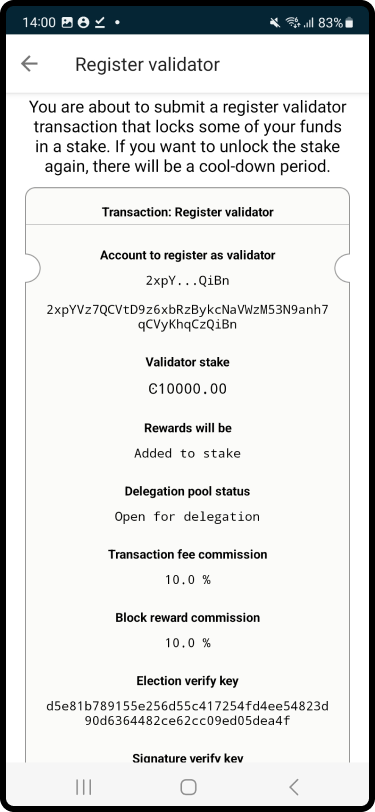 14:00
83%
Register validator
You are about to submit a register validator
transaction that locks some of your funds
in a stake. If you want to unlock the stake
again, there will be a cool-down period.
Transaction: Register validator
Account to register as validator
2xpY...QiBn
2xpYVz7QCVtD9z6xbRzBykcNaVWzM53N9anh7
qCVyKhqCzQiBn
Validator stake
Ͼ10000.00
Rewards will be
Added to stake
Delegation pool status
Open for delegation
Transaction fee commission
10.0 %
Block reward commission
10.0 %
Election verify key
d5e81b789155e256d55c417254fd4ee54823d
90d6364482ce62cc09ed05dea4f
Signature verify key